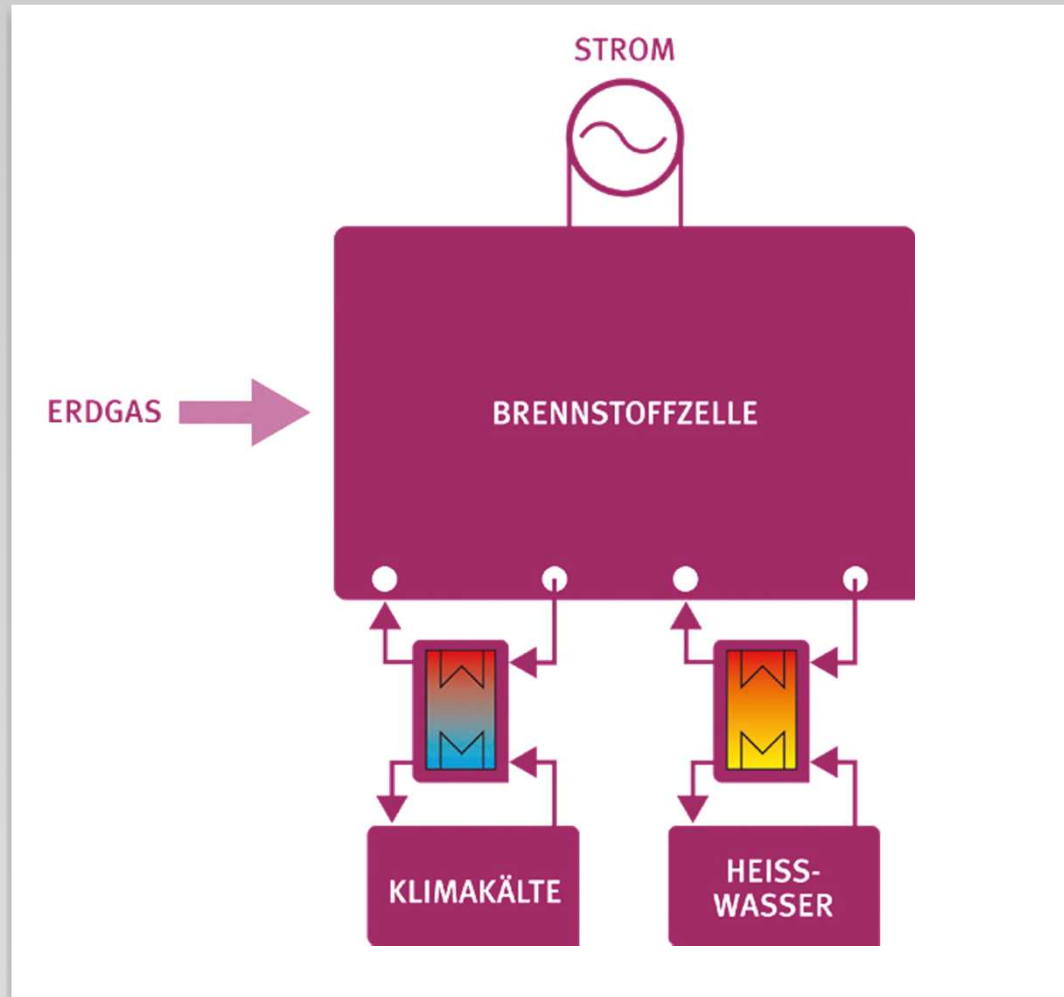 STROM
ERDGAS
BRENNSTOFFZELLE
KLIMAKÄLTE
HEISS-
WASSER